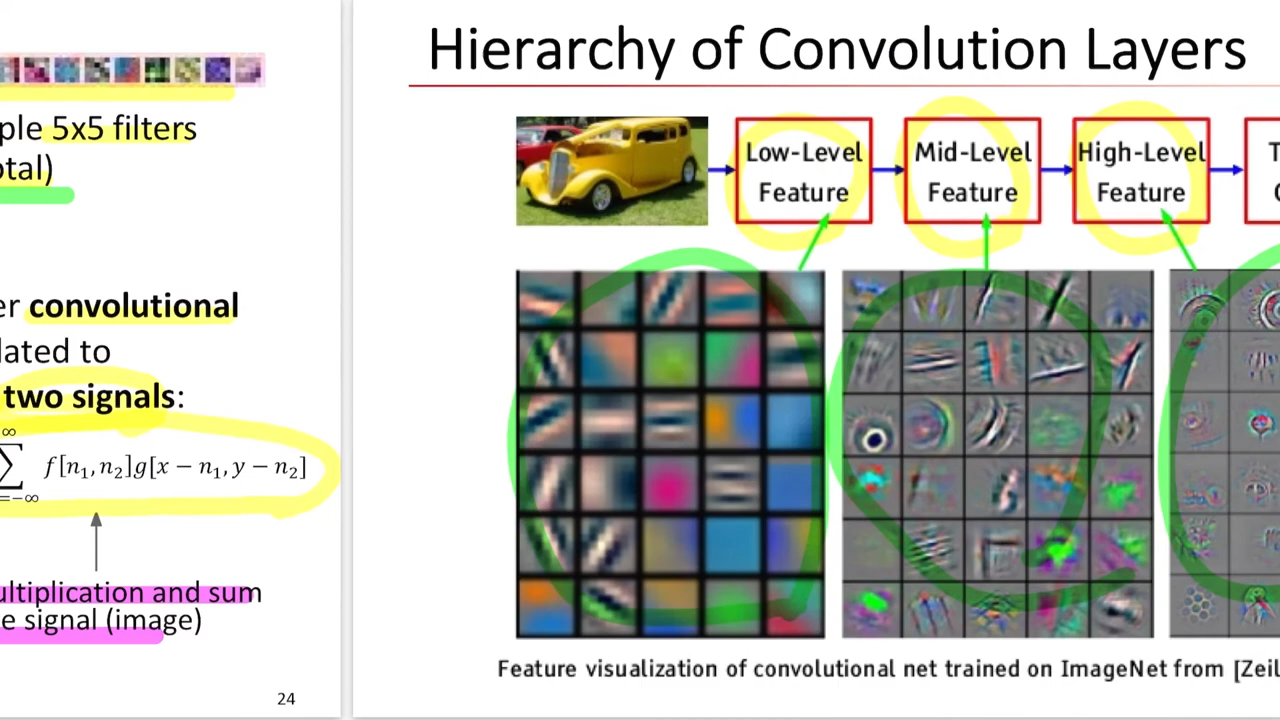 ple 5x5 filters
otal)
er convolutional
lated to
two signals:
∞
∑ f[n₁, n₂]g[x − n₁, y − n₂]
=−∞
ultiplication and sum
e signal (image)
24
Hierarchy of Convolution Layers
Low-Level
Feature
Mid-Level
Feature
High-Level
Feature
T
Feature visualization of convolutional net trained on ImageNet from [Zeil